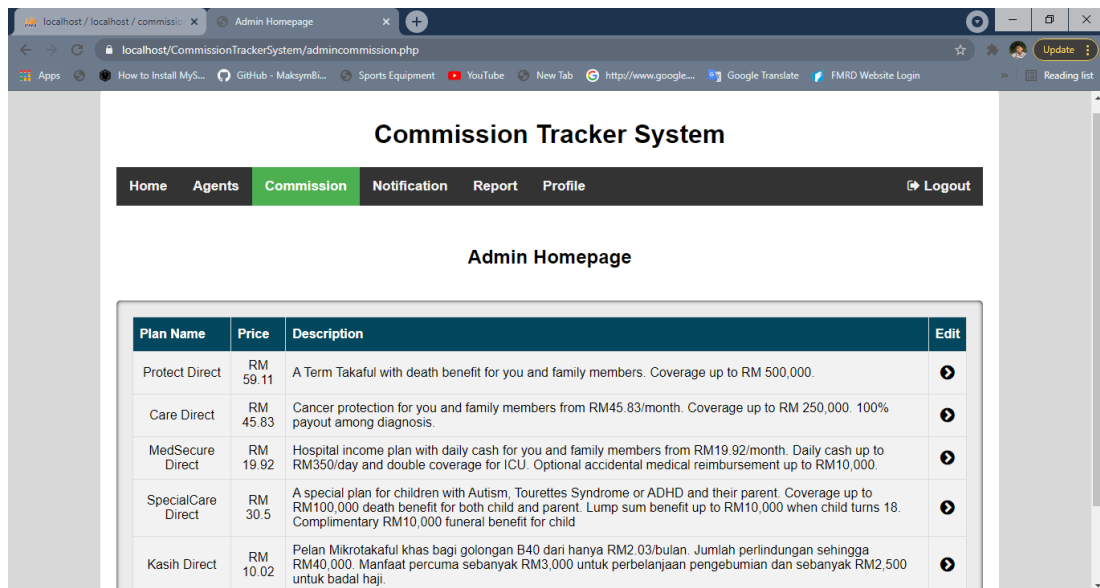 localhost / localhost / commissio
Admin Homepage
localhost/CommissionTrackerSystem/admincommission.php
Update
Apps
How to Install MyS...
GitHub - MaksymBi...
Sports Equipment
YouTube
New Tab
http://www.google....
Google Translate
FMRD Website Login
»
Reading list
Commission Tracker System
Home
Agents
Commission
Notification
Report
Profile
Logout
Admin Homepage
Plan Name
Price
Description
Edit
Protect Direct
RM
59.11
A Term Takaful with death benefit for you and family members. Coverage up to RM 500,000.
Care Direct
RM
45.83
Cancer protection for you and family members from RM45.83/month. Coverage up to RM 250,000. 100%
payout among diagnosis.
MedSecure
Direct
RM
19.92
Hospital income plan with daily cash for you and family members from RM19.92/month. Daily cash up to
RM350/day and double coverage for ICU. Optional accidental medical reimbursement up to RM10,000.
SpecialCare
Direct
RM
30.5
A special plan for children with Autism, Tourettes Syndrome or ADHD and their parent. Coverage up to
RM100,000 death benefit for both child and parent. Lump sum benefit up to RM10,000 when child turns 18.
Complimentary RM10,000 funeral benefit for child
Kasih Direct
RM
10.02
Pelan Mikrotakaful khas bagi golongan B40 dari hanya RM2.03/bulan. Jumlah perlindungan sehingga
RM40,000. Manfaat percuma sebanyak RM3,000 untuk perbelanjaan pengebumian dan sebanyak RM2,500
untuk badal haji.